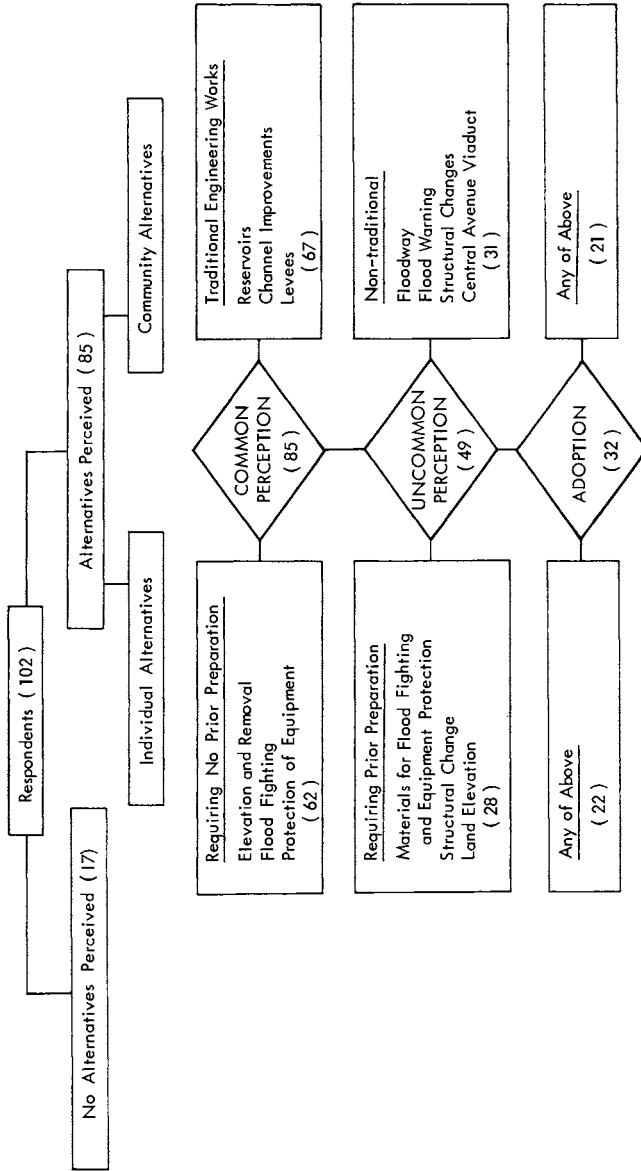 Respondents (102)
No Alternatives Perceived (17)
Alternatives Perceived (85)
Individual Alternatives
Community Alternatives
Requiring No Prior Preparation
Elevation and Removal
Flood Fighting
Protection of Equipment
(62)
COMMON
PERCEPTION
(85)
Traditional Engineering Works
Reservoirs
Channel Improvements
Levees
(67)
Requiring Prior Preparation
Materials for Flood Fighting
and Equipment Protection
Structural Change
Land Elevation
(28)
UNCOMMON
PERCEPTION
(49)
Non-traditional
Floodway
Flood Warning
Structural Changes
Central Avenue Viaduct
(31)
Any of Above
(22)
ADOPTION
(32)
Any of Above
(21)